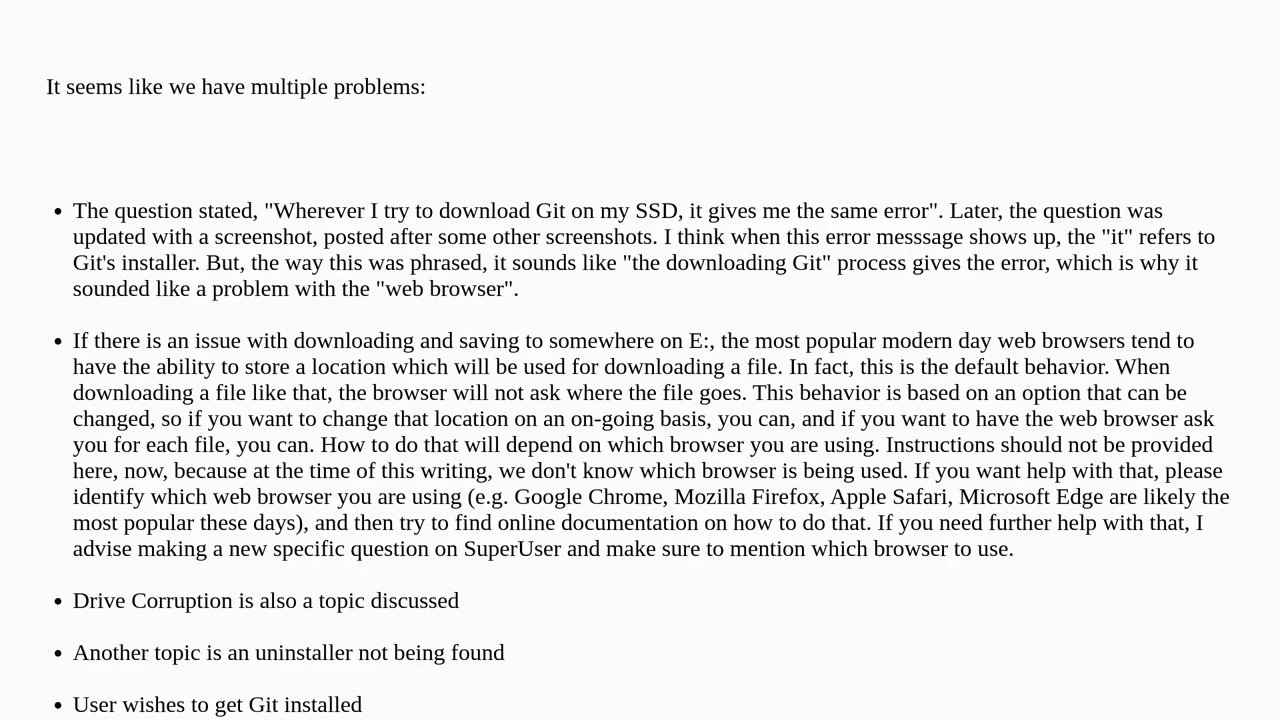 It seems like we have multiple problems:
• The question stated, "Wherever I try to download Git on my SSD, it gives me the same error". Later, the question was
updated with a screenshot, posted after some other screenshots. I think when this error messsage shows up, the "it" refers to
Git's installer. But, the way this was phrased, it sounds like "the downloading Git" process gives the error, which is why it
sounded like a problem with the "web browser".
• If there is an issue with downloading and saving to somewhere on E:, the most popular modern day web browsers tend to
have the ability to store a location which will be used for downloading a file. In fact, this is the default behavior. When
downloading a file like that, the browser will not ask where the file goes. This behavior is based on an option that can be
changed, so if you want to change that location on an on-going basis, you can, and if you want to have the web browser ask
you for each file, you can. How to do that will depend on which browser you are using. Instructions should not be provided
here, now, because at the time of this writing, we don't know which browser is being used. If you want help with that, please
identify which web browser you are using (e.g. Google Chrome, Mozilla Firefox, Apple Safari, Microsoft Edge are likely the
most popular these days), and then try to find online documentation on how to do that. If you need further help with that, I
advise making a new specific question on SuperUser and make sure to mention which browser to use.
• Drive Corruption is also a topic discussed
• Another topic is an uninstaller not being found
• User wishes to get Git installed